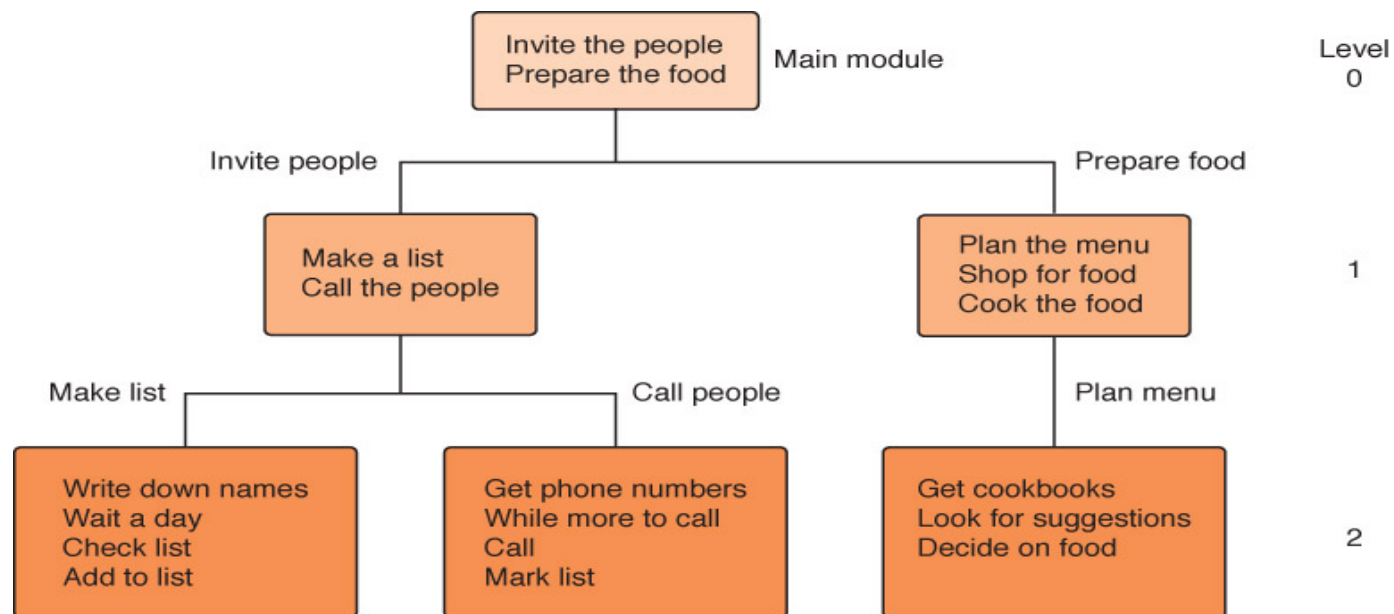 Invite the people
Prepare the food
Main module
Level
0
Invite people
Prepare food
Make a list
Call the people
Plan the menu
Shop for food
Cook the food
1
Make list
Call people
Plan menu
Write down names
Wait a day
Check list
Add to list
Get phone numbers
While more to call
Call
Mark list
Get cookbooks
Look for suggestions
Decide on food
2